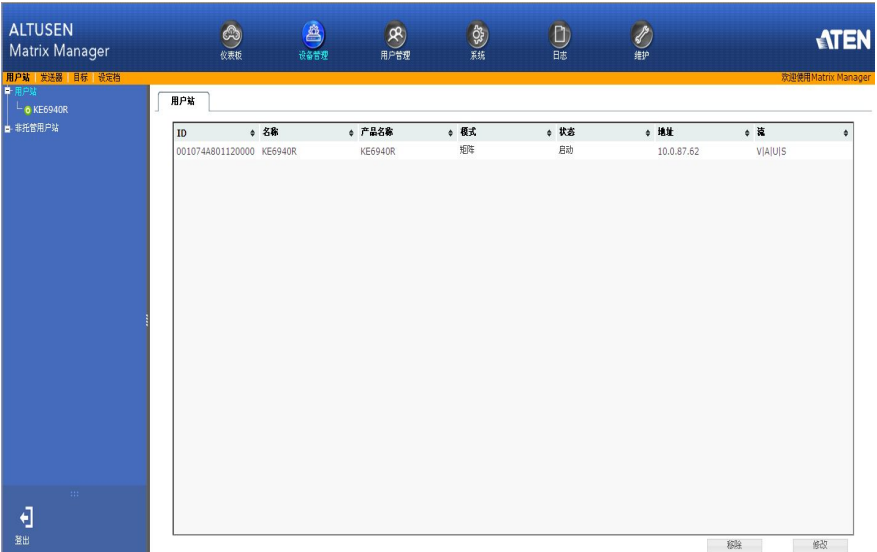 ALTUSEN
Matrix Manager
仪表板 设备管理 用户管理 系统 日志 维护
ATEN
用户站 发送器 目标 设定档 欢迎使用Matrix Manager
用户站
KE6940R
非托管用户站
用户站
ID 名称 产品名称 模式 状态 地址 流
001074A801120000 KE6940R KE6940R 矩阵 启动 10.0.87.62 V|A|U|S
登出
移除 修改